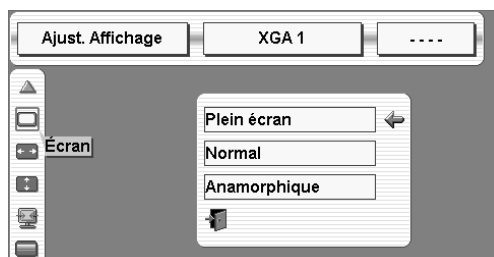 Ajust. Affichage
XGA 1
----
Plein écran
Écran
Normal
Anamorphique